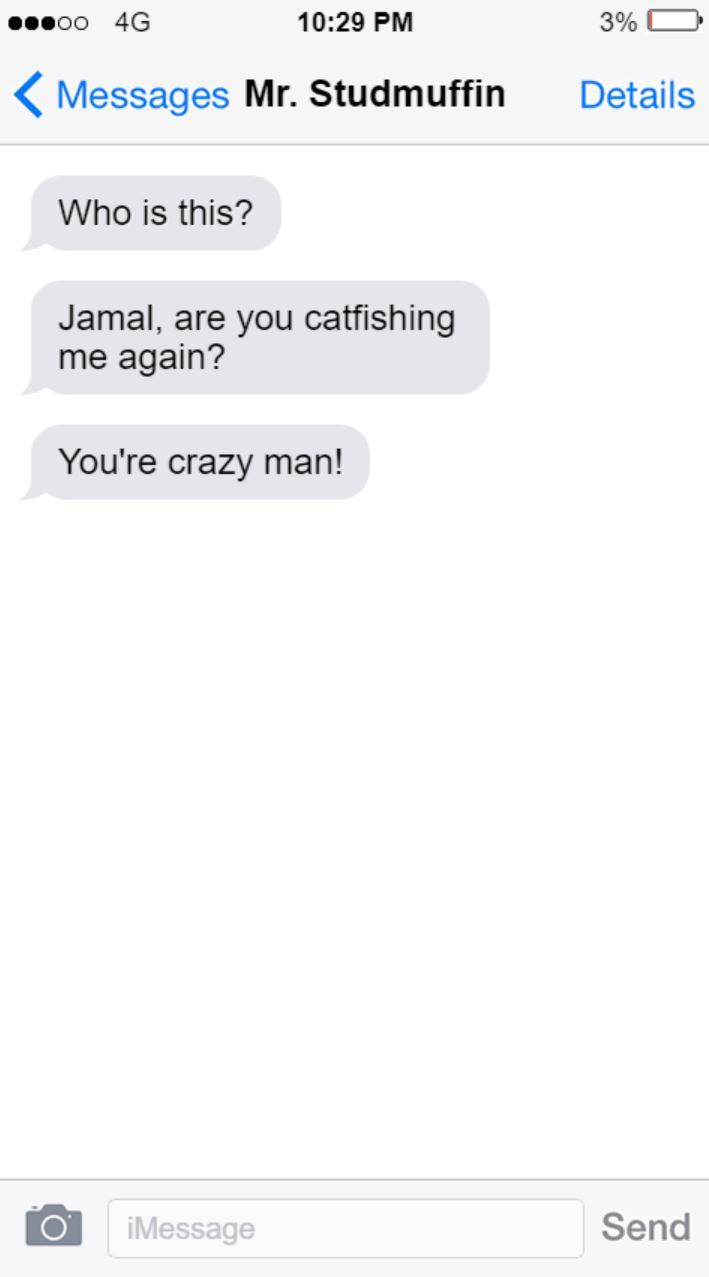 4G 10:29 PM 3%
Messages Mr. Studmuffin Details
Who is this?
Jamal, are you catfishing
me again?
You're crazy man!
iMessage Send